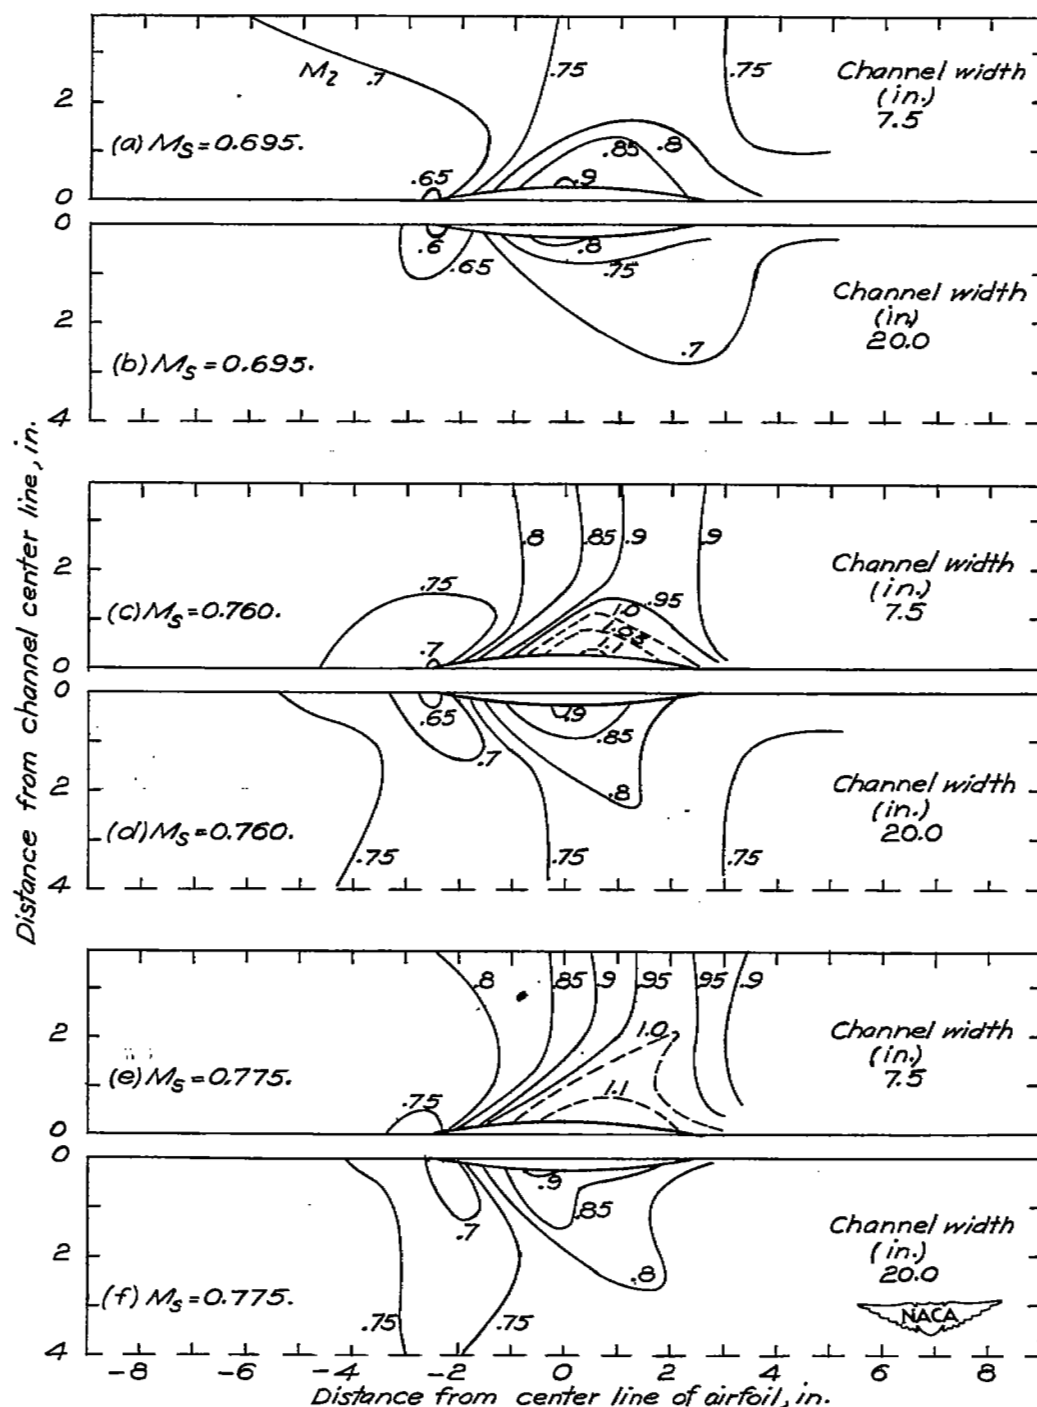 M₂ .7 .75 .75 Channel width
(in.)
7.5
2
(a) Mₛ=0.695.
.65 .85 .8
.9
0
0
.6 .65 .8 .75
Channel width
(in)
20.0
2
(b) Mₛ=0.695. .7
4
Distance from channel center line, in.
.8 .85 .9 .9
Channel width
(in.)
7.5
2
.75 .95
(c) Mₛ=0.760. 1.0
.7 1.1
0
0
.65 .9 .85
.7 .8
Channel width
(in.)
20.0
2
(d) Mₛ=0.760.
.75 .75 .75
4
.8 .85 .9 .95 .95 .9
1.0
Channel width
(in.)
7.5
2
(e) Mₛ=0.775.
.75 1.1
0
0
.9
.7 .85
.8
Channel width
(in.)
20.0
2
(f) Mₛ=0.775.
.75 .75
NACA
4
-8 -6 -4 -2 0 2 4 6 8
Distance from center line of airfoil, in.